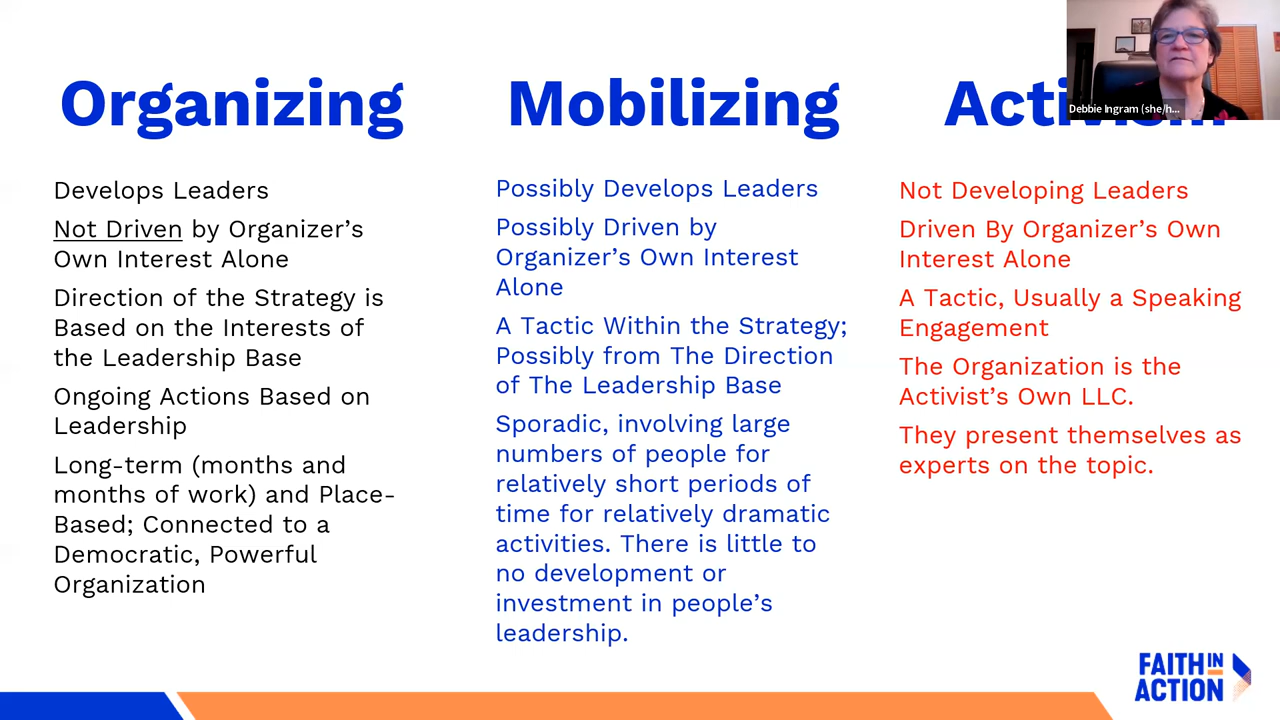 Organizing
Develops Leaders
Not Driven by Organizer’s
Own Interest Alone
Direction of the Strategy is
Based on the Interests of
the Leadership Base
Ongoing Actions Based on
Leadership
Long-term (months and
months of work) and Place-
Based; Connected to a
Democratic, Powerful
Organization
Mobilizing
Possibly Develops Leaders
Possibly Driven by
Organizer’s Own Interest
Alone
A Tactic Within the Strategy;
Possibly from The Direction
of The Leadership Base
Sporadic, involving large
numbers of people for
relatively short periods of
time for relatively dramatic
activities. There is little to
no development or
investment in people’s
leadership.
Not Developing Leaders
Driven By Organizer’s Own
Interest Alone
A Tactic, Usually a Speaking
Engagement
The Organization is the
Activist’s Own LLC.
They present themselves as
experts on the topic.
Debbie Ingram (she/h...
FAITH IN
ACTION